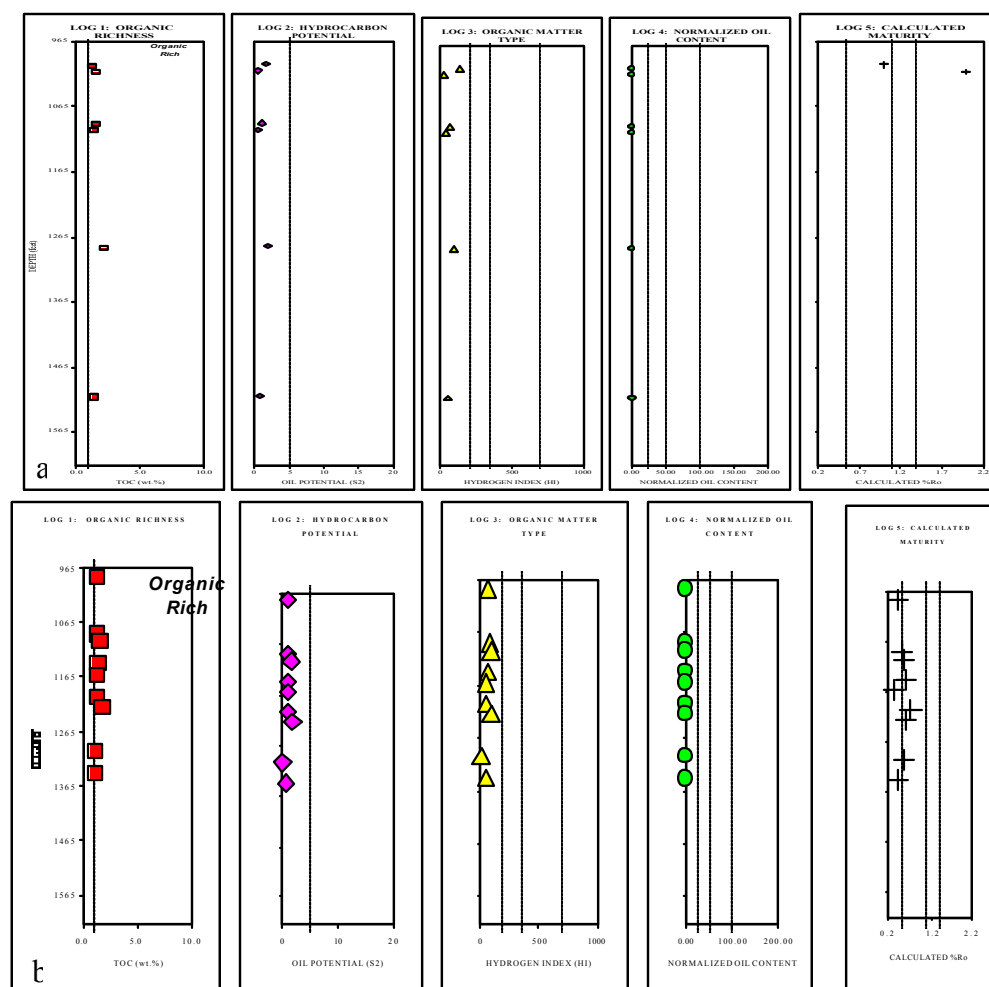 LOG 1: ORGANIC
RICHNESS
Organic
Rich
965
1065
1165
1265
1365
1465
1565
DEPTH (feet)
0.0
5.0
10.0
TOC (wt.%)
a
LOG 2: HYDROCARBON
POTENTIAL
0
5
10
15
20
OIL POTENTIAL (S2)
LOG 3: ORGANIC MATTER
TYPE
0
500
1000
HYDROGEN INDEX (HI)
LOG 4: NORMALIZED OIL
CONTENT
0.00
50.00
100.00
150.00
200.00
NORMALIZED OIL CONTENT
LOG 5: CALCULATED
MATURITY
0.2
0.7
1.2
1.7
2.2
CALCULATED %Ro
LOG 1: ORGANIC RICHNESS
Organic
Rich
965
1065
1165
1265
1365
1465
1565
0.0
5.0
10.0
TOC (wt.%)
b
LOG 2: HYDROCARBON
POTENTIAL
0
10
20
OIL POTENTIAL (S2)
LOG 3: ORGANIC MATTER
TYPE
0
500
1000
HYDROGEN INDEX (HI)
LOG 4: NORMALIZED OIL
CONTENT
0.00
100.00
200.00
NORMALIZED OIL CONTENT
LOG 5: CALCULATED
MATURITY
0.2
1.2
2.2
CALCULATED %Ro